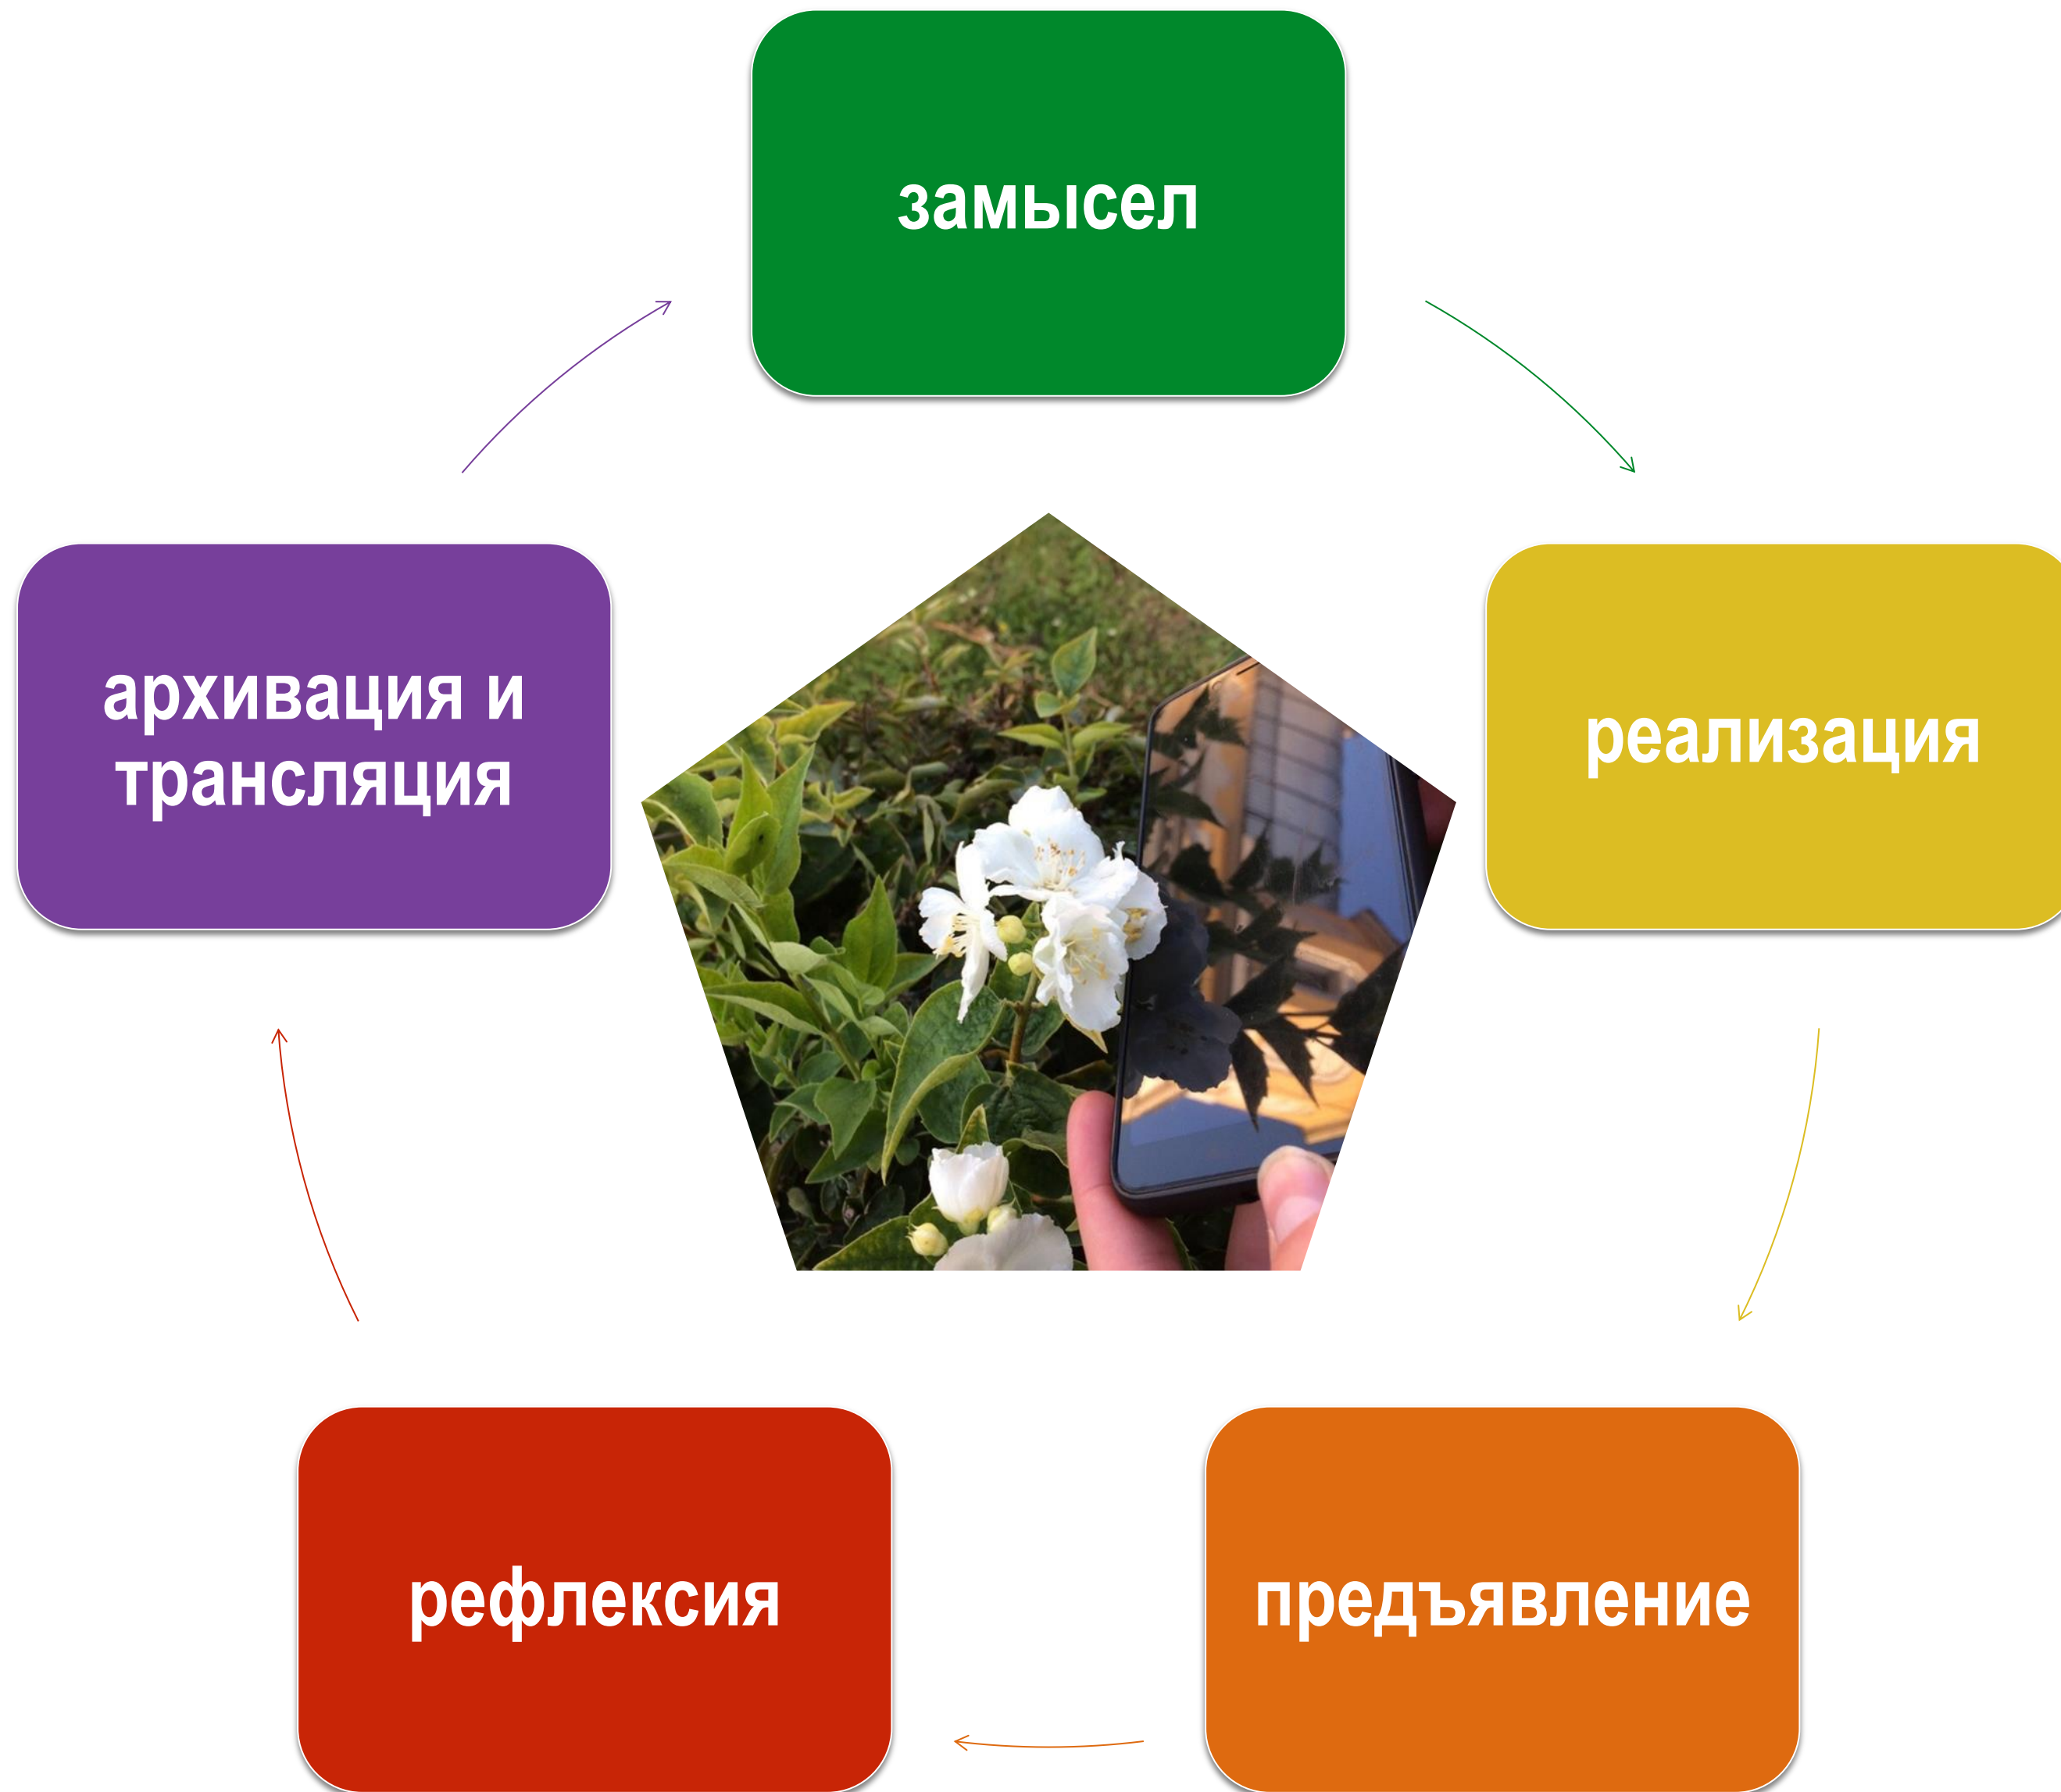 замысел
реализация
предъявление
рефлексия
архивация и
трансляция